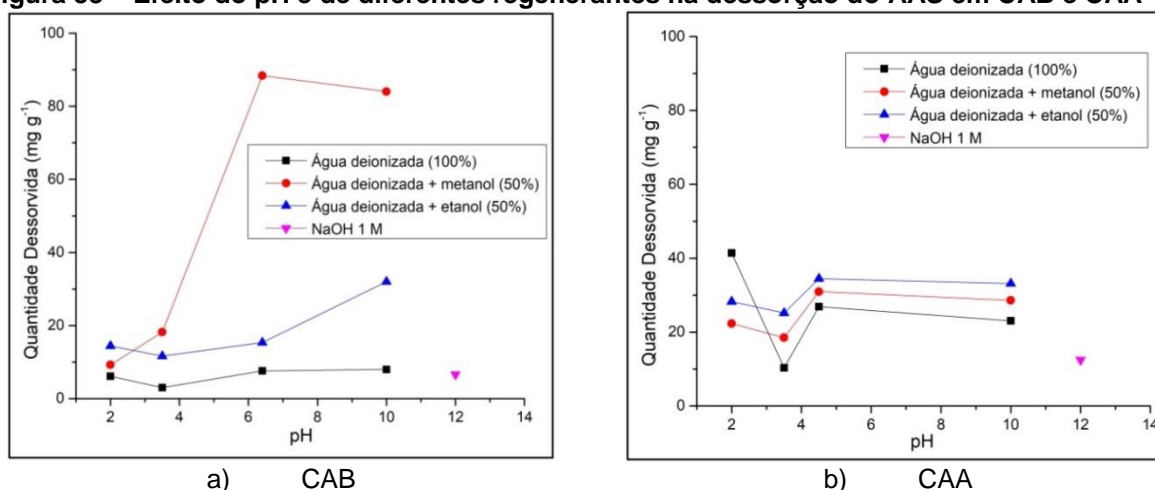 – Efeito do pH e de diferentes regenerantes na dessorção do AAS em CAB e CAA
100
80
60
40
20
0
Quantidade Dessorvida (mg g⁻¹)
Água deionizada (100%)
Água deionizada + metanol (50%)
Água deionizada + etanol (50%)
NaOH 1 M
0 2 4 6 8 10 12 14
pH
a) CAB
100
80
60
40
20
0
Quantidade Dessorvida (mg g⁻¹)
Água deionizada (100%)
Água deionizada + metanol (50%)
Água deionizada + etanol (50%)
NaOH 1 M
2 4 6 8 10 12 14
pH
b) CAA